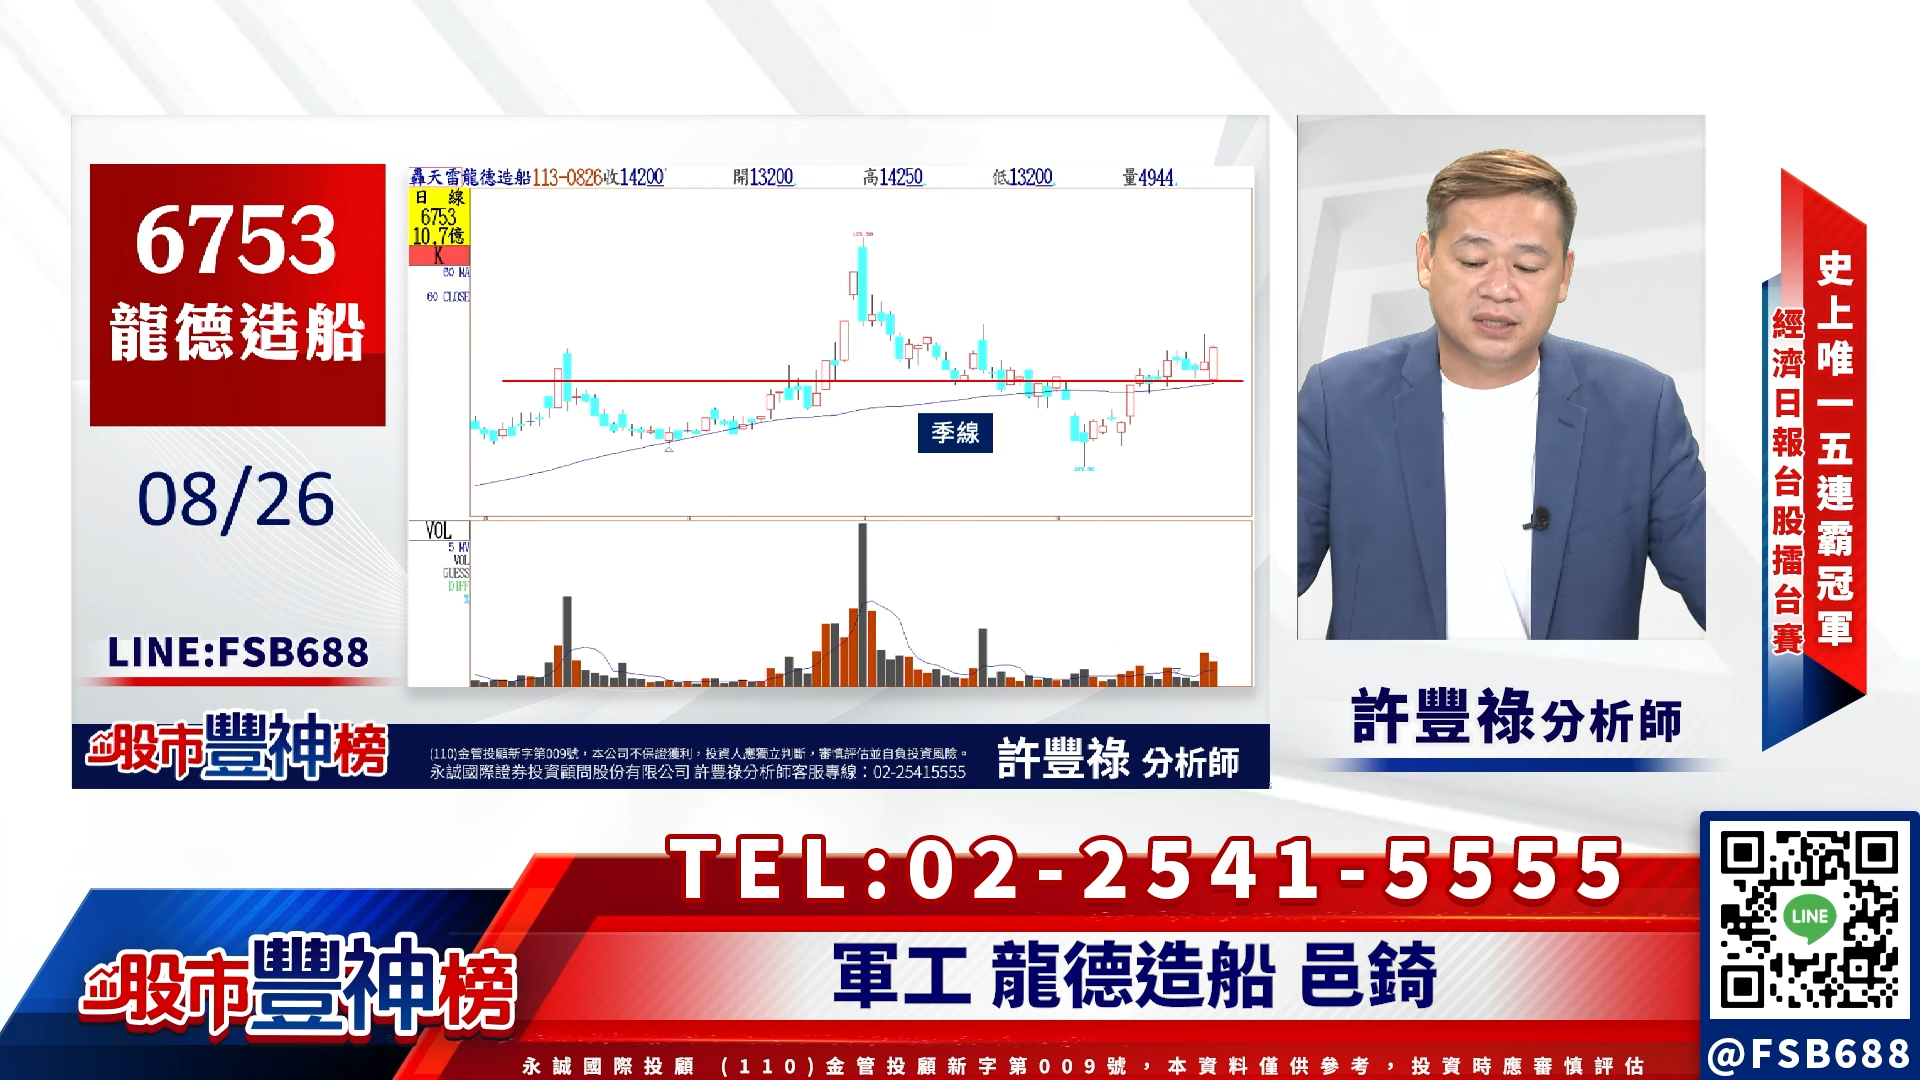 6753
龍德造船
08/26
LINE:FSB688
轟天雷龍德造船113-0826收14200 開13200 高14250 低13200 量4944
日 線
6753
10.7億
K
60 MA
60 CLOSE
175.50
季線
VOL
5 MV
VOL
GUESS
DIFF
股市豐神榜
(110)金管投顧新字第009號，本公司不保證獲利，投資人應獨立判斷，審慎評估並自負投資風險。
永誠國際證券投資顧問股份有限公司 許豐祿分析師客服專線：02-25415555
許豐祿 分析師
許豐祿分析師
史上唯一五連霸冠軍
經濟日報台股擂台賽
TEL:02-2541-5555
股市豐神榜
軍工 龍德造船 邑錡
LINE
@FSB688
永誠國際投顧 (110)金管投顧新字第009號，本資料僅供參考，投資時應審慎評估